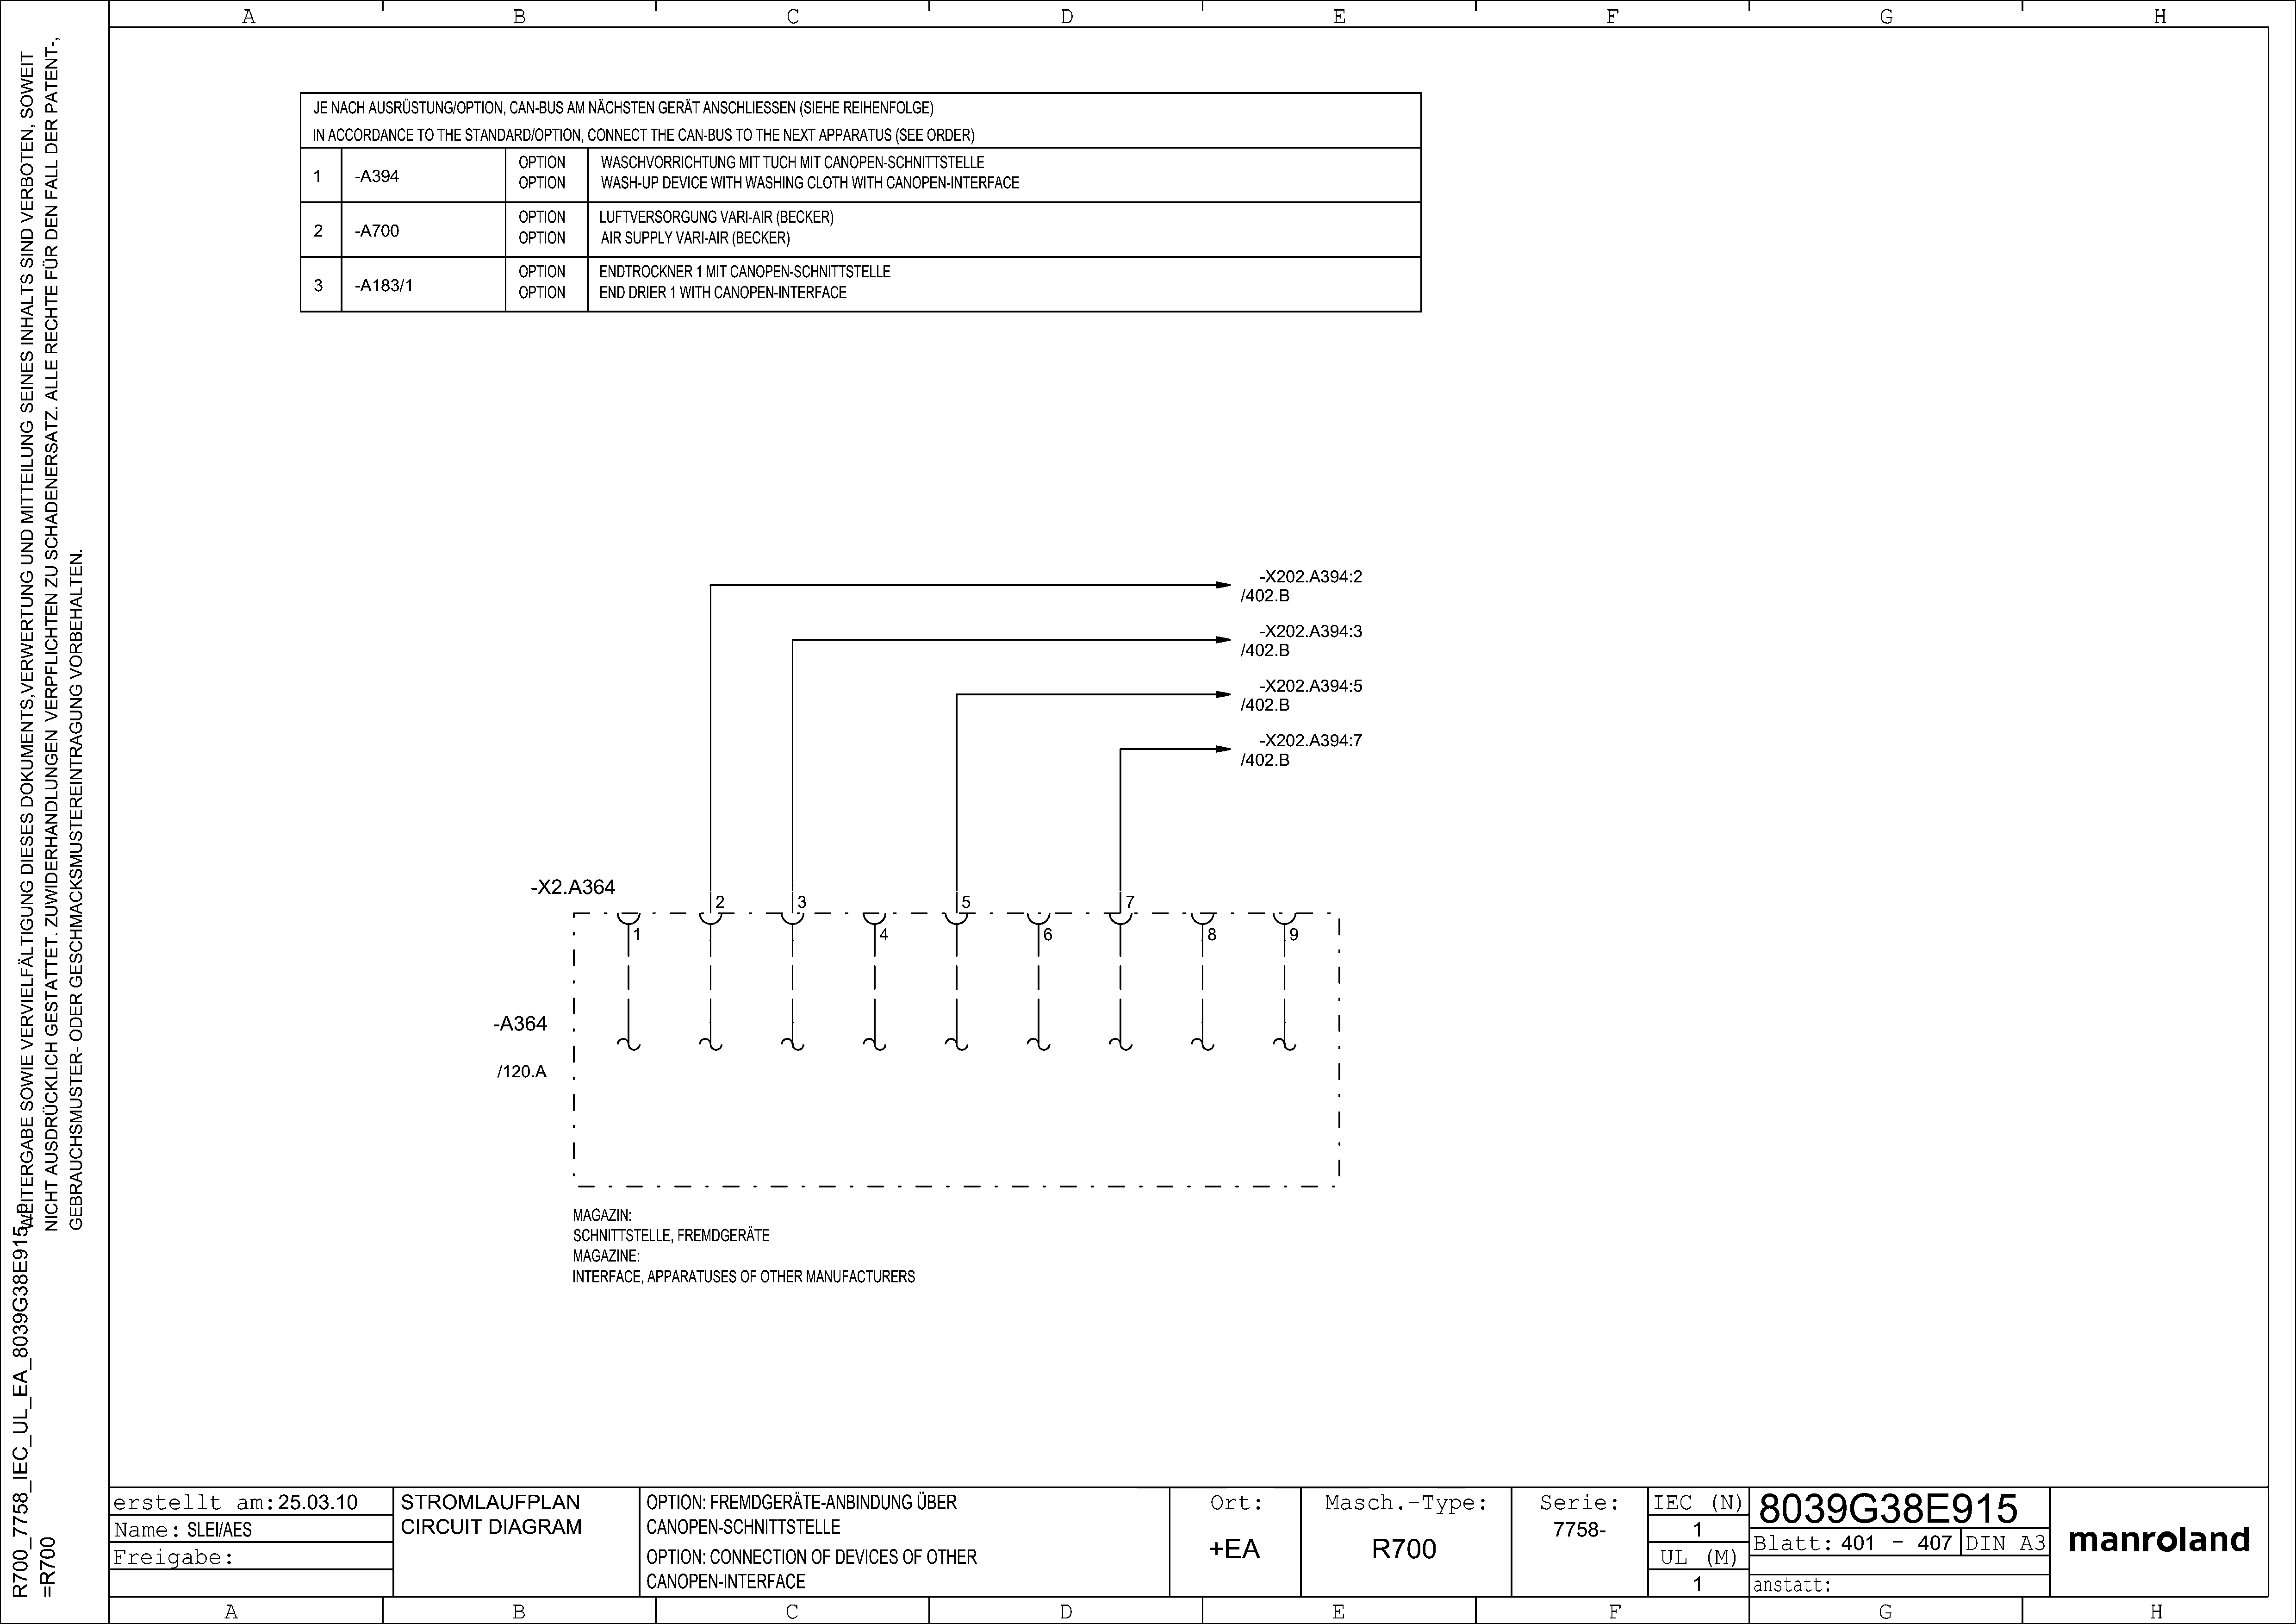 A B C D E F G H
JE NACH AUSRÜSTUNG/OPTION, CAN-BUS AM NÄCHSTEN GERÄT ANSCHLIESSEN (SIEHE REIHENFOLGE)
IN ACCORDANCE TO THE STANDARD/OPTION, CONNECT THE CAN-BUS TO THE NEXT APPARATUS (SEE ORDER)
1 -A394
OPTION WASCHVORRICHTUNG MIT TUCH MIT CANOPEN-SCHNITTSTELLE
OPTION WASH-UP DEVICE WITH WASHING CLOTH WITH CANOPEN-INTERFACE
2 -A700
OPTION LUFTVERSORGUNG VARI-AIR (BECKER)
OPTION AIR SUPPLY VARI-AIR (BECKER)
3 -A183/1
OPTION ENDTROCKNER 1 MIT CANOPEN-SCHNITTSTELLE
OPTION END DRIER 1 WITH CANOPEN-INTERFACE
-X202.A394:2
/402.B
-X202.A394:3
/402.B
-X202.A394:5
/402.B
-X202.A394:7
/402.B
-X2.A364
2 3 5 7
1 4 6 8 9
-A364
/120.A
MAGAZIN:
SCHNITTSTELLE, FREMDGERÄTE
MAGAZINE:
INTERFACE, APPARATUSES OF OTHER MANUFACTURERS
WEITERGABE SOWIE VERVIELFÄLTIGUNG DIESES DOKUMENTS,VERWERTUNG UND MITTEILUNG SEINES INHALTS SIND VERBOTEN, SOWEIT
NICHT AUSDRÜCKLICH GESTATTET. ZUWIDERHANDLUNGEN VERPFLICHTEN ZU SCHADENERSATZ. ALLE RECHTE FÜR DEN FALL DER PATENT-,
GEBRAUCHSMUSTER- ODER GESCHMACKSMUSTEREINTRAGUNG VORBEHALTEN.
=R700
erstellt am: 25.03.10
Name: SLEI/AES
Freigabe:
STROMLAUFPLAN
CIRCUIT DIAGRAM
OPTION: FREMDGERÄTE-ANBINDUNG ÜBER
CANOPEN-SCHNITTSTELLE
OPTION: CONNECTION OF DEVICES OF OTHER
CANOPEN-INTERFACE
Ort:
+EA
Masch.-Type:
R700
Serie:
7758-
IEC (N)
1
UL (M)
1
8039G38E915
Blatt: 401 - 407 DIN A3
anstatt:
manroland
A B C D E F G H